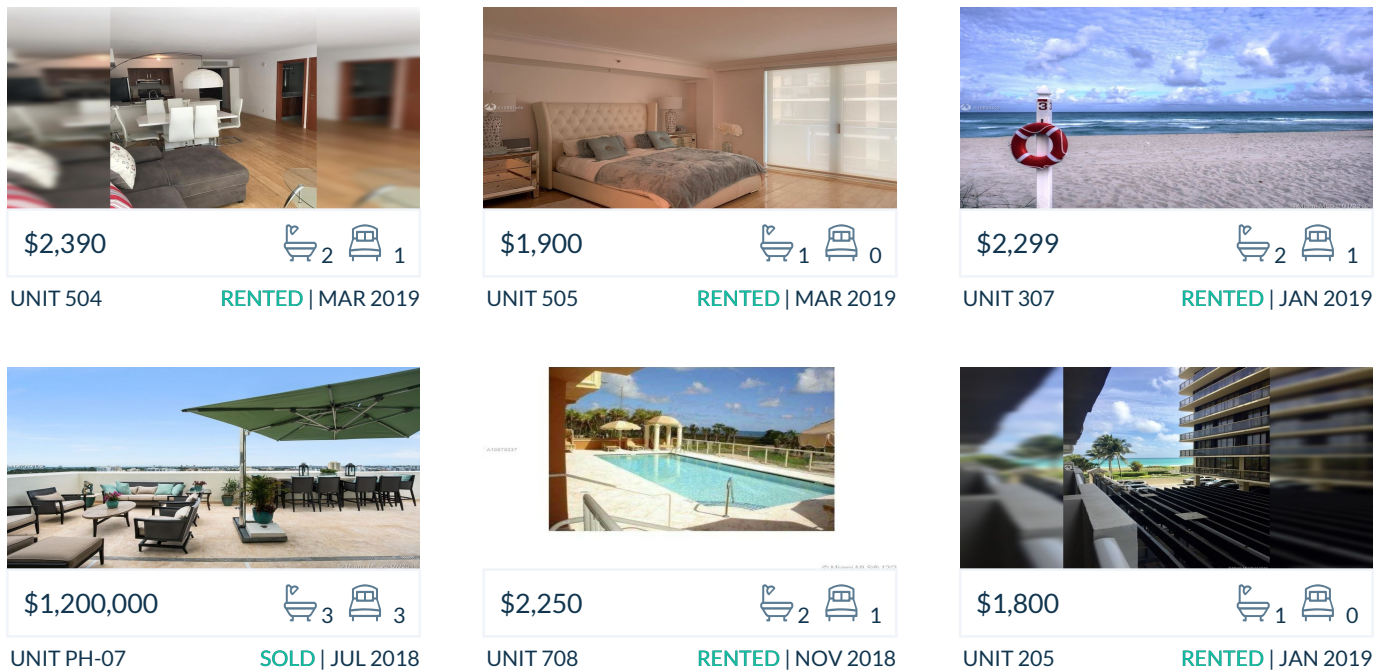 3
$2,390 2 1
$1,900 1 0
$2,299 2 1
UNIT 504 RENTED | MAR 2019
UNIT 505 RENTED | MAR 2019
UNIT 307 RENTED | JAN 2019
$1,200,000 3 3
$2,250 2 1
$1,800 1 0
UNIT PH-07 SOLD | JUL 2018
UNIT 708 RENTED | NOV 2018
UNIT 205 RENTED | JAN 2019